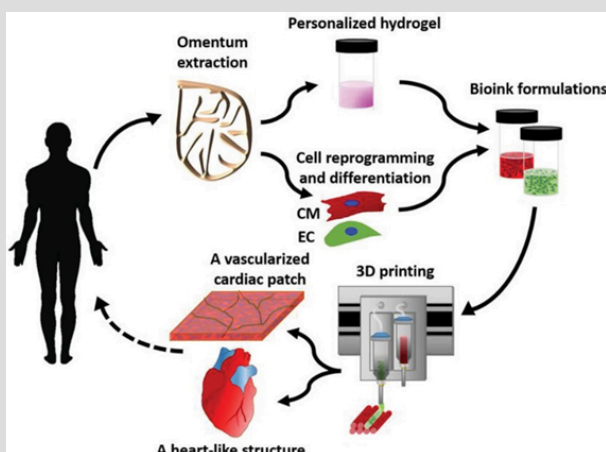 Personalized hydrogel
Omentum
extraction
Bioink formulations
Cell reprogramming
and differentiation
CM
EC
A vascularized
cardiac patch
3D printing
A heart-like structure